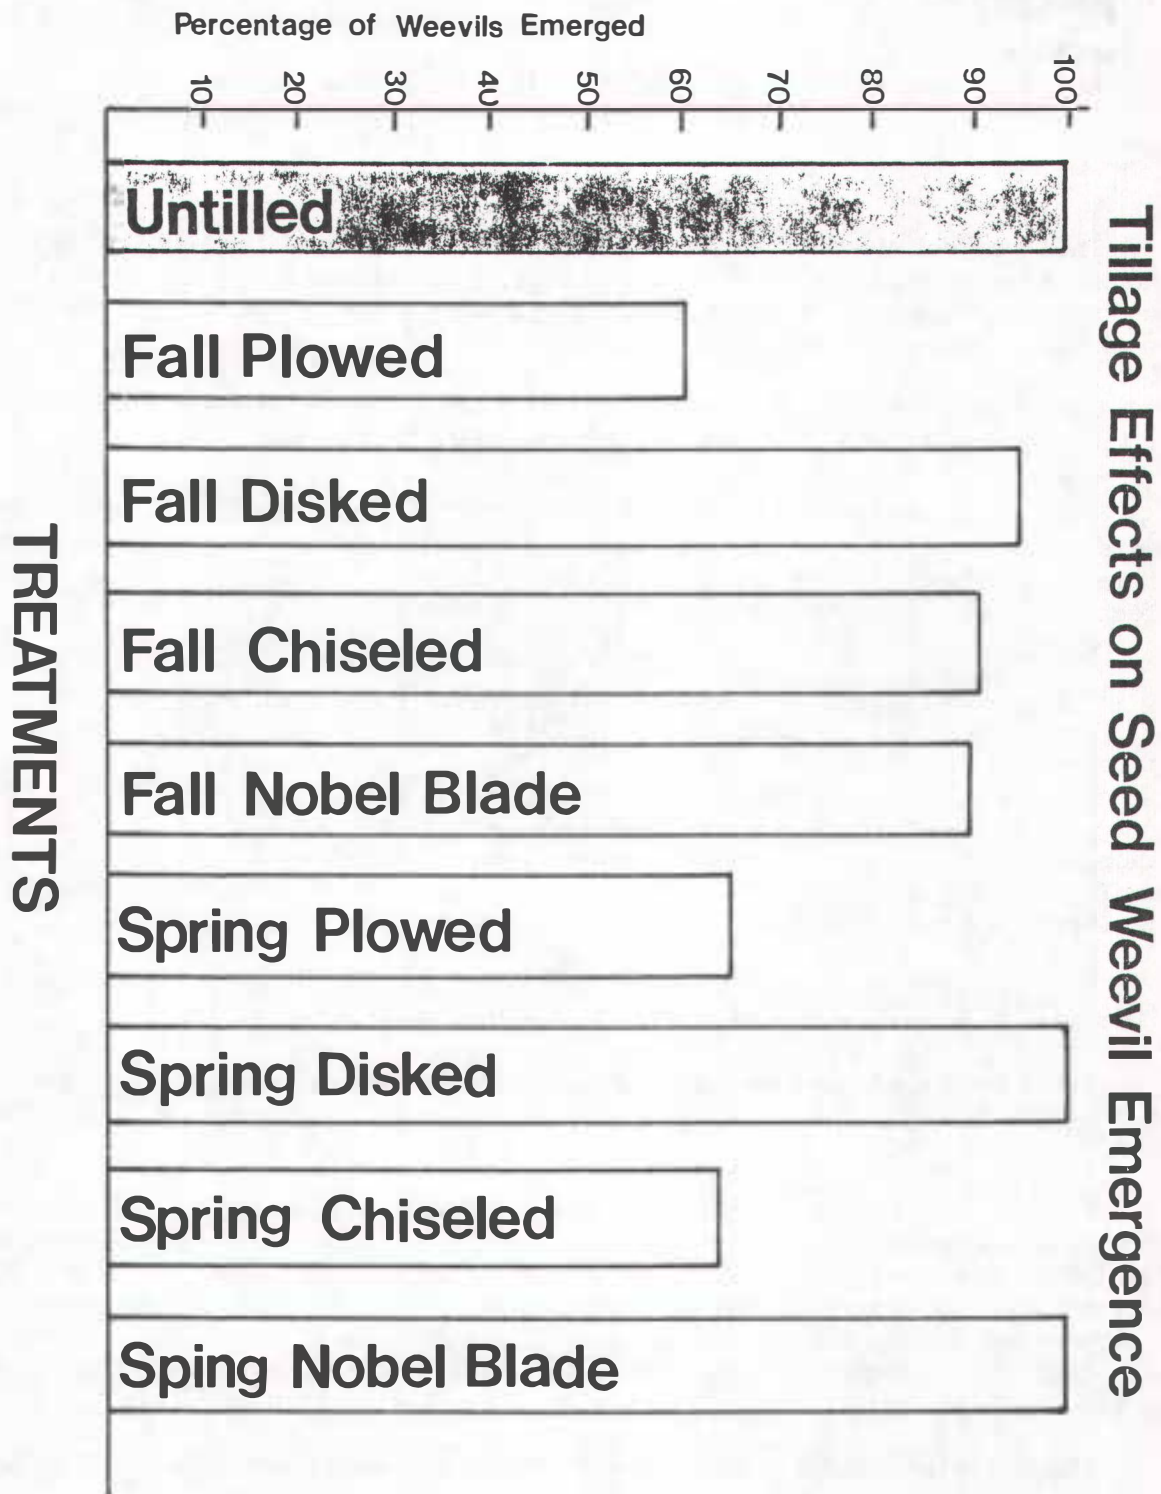 Percentage of Weevils Emerged
10 20 30 40 50 60 70 80 90 100
Tillage Effects on Seed Weevil Emergence
TREATMENTS
Untilled
Fall Plowed
Fall Disked
Fall Chiseled
Fall Nobel Blade
Spring Plowed
Spring Disked
Spring Chiseled
Sping Nobel Blade